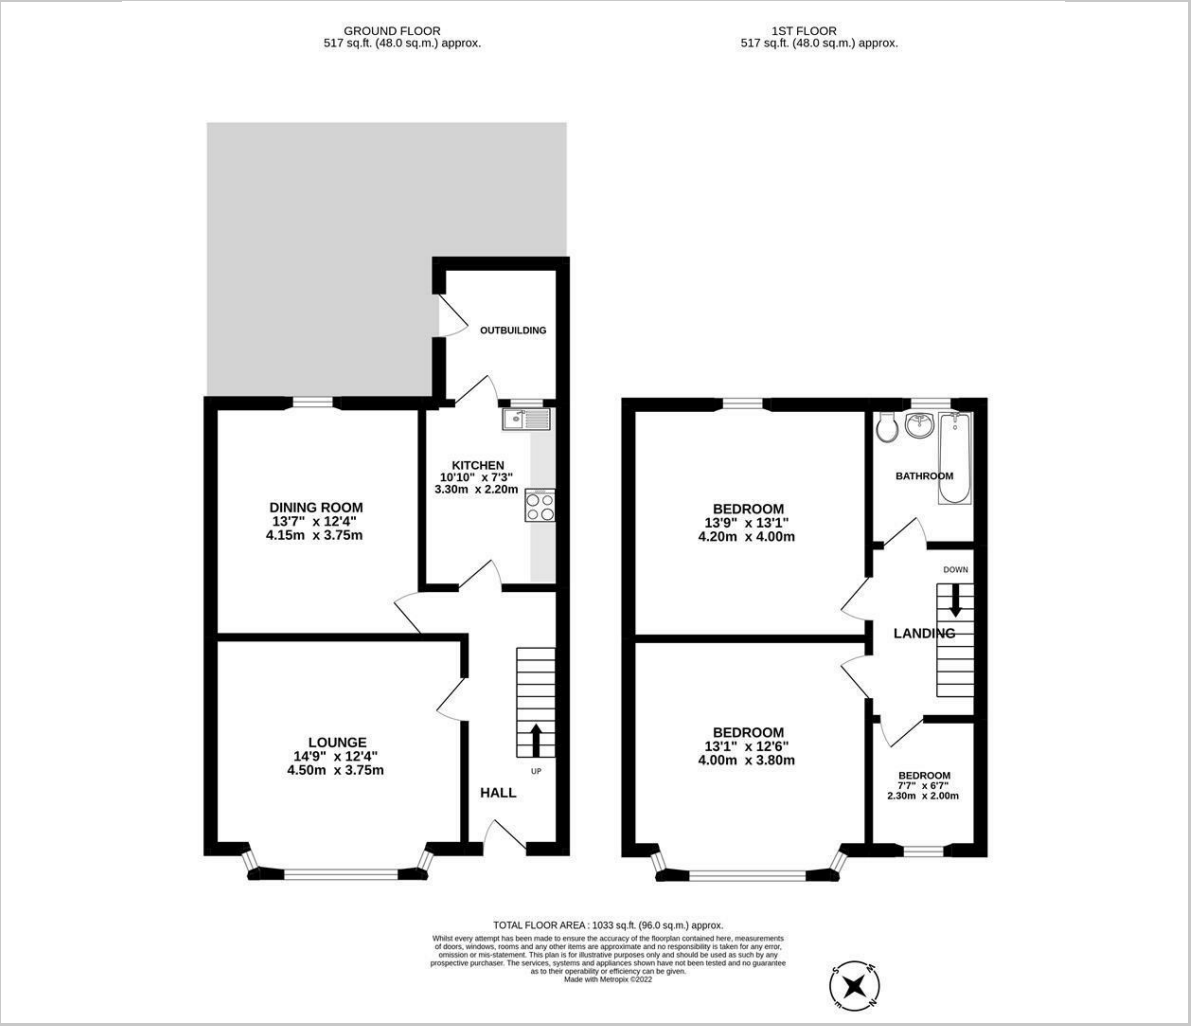 GROUND FLOOR
517 sq.ft. (48.0 sq.m.) approx.
1ST FLOOR
517 sq.ft. (48.0 sq.m.) approx.
OUTBUILDING
KITCHEN
10'10" x 7'3"
3.30m x 2.20m
DINING ROOM
13'7" x 12'4"
4.15m x 3.75m
LOUNGE
14'9" x 12'4"
4.50m x 3.75m
UP
HALL
BATHROOM
BEDROOM
13'9" x 13'1"
4.20m x 4.00m
DOWN
LANDING
BEDROOM
13'1" x 12'6"
4.00m x 3.80m
BEDROOM
7'7" x 6'7"
2.30m x 2.00m
TOTAL FLOOR AREA : 1033 sq.ft. (96.0 sq.m.) approx.
Whilst every attempt has been made to ensure the accuracy of the floorplan contained here, measurements
of doors, windows, rooms and any other items are approximate and no responsibility is taken for any error,
omission or mis-statement. This plan is for illustrative purposes only and should be used as such by any
prospective purchaser. The services, systems and appliances shown have not been tested and no guarantee
as to their operability or efficiency can be given.
Made with Metropix ©2022
S
W
E
N